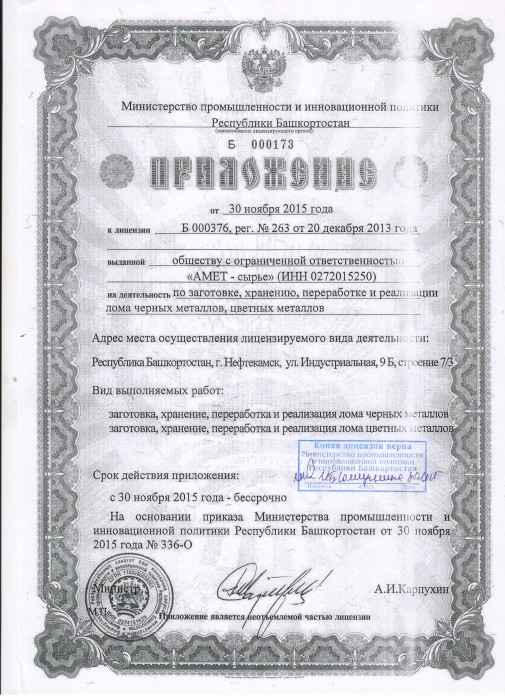 Министерство промышленности и инновационной политики
Республики Башкортостан
(наименование лицензирующего органа)
Б 000173
ПРИЛОЖЕНИЕ
от 30 ноября 2015 года
к лицензии Б 000376, рег. № 263 от 20 декабря 2013 года
выданной обществу с ограниченной ответственностью
«АМЕТ - сырье» (ИНН 0272015250)
на деятельность по заготовке, хранению, переработке и реализации
лома черных металлов, цветных металлов
Адрес места осуществления лицензируемого вида деятельности:
Республика Башкортостан, г. Нефтекамск, ул. Индустриальная, 9 Б, строение 7/3
Вид выполняемых работ:
заготовка, хранение, переработка и реализация лома черных металлов
заготовка, хранение, переработка и реализация лома цветных металлов
Копия лицензии верна
Министерство промышленности
и инновационной политики
Республики Башкортостан
Срок действия приложения:
с 30 ноября 2015 года - бессрочно
На основании приказа Министерства промышленности и
инновационной политики Республики Башкортостан от 30 ноября
2015 года № 336-О
Министр А.И.Карпухин
М.П.
Приложение является неотъемлемой частью лицензии